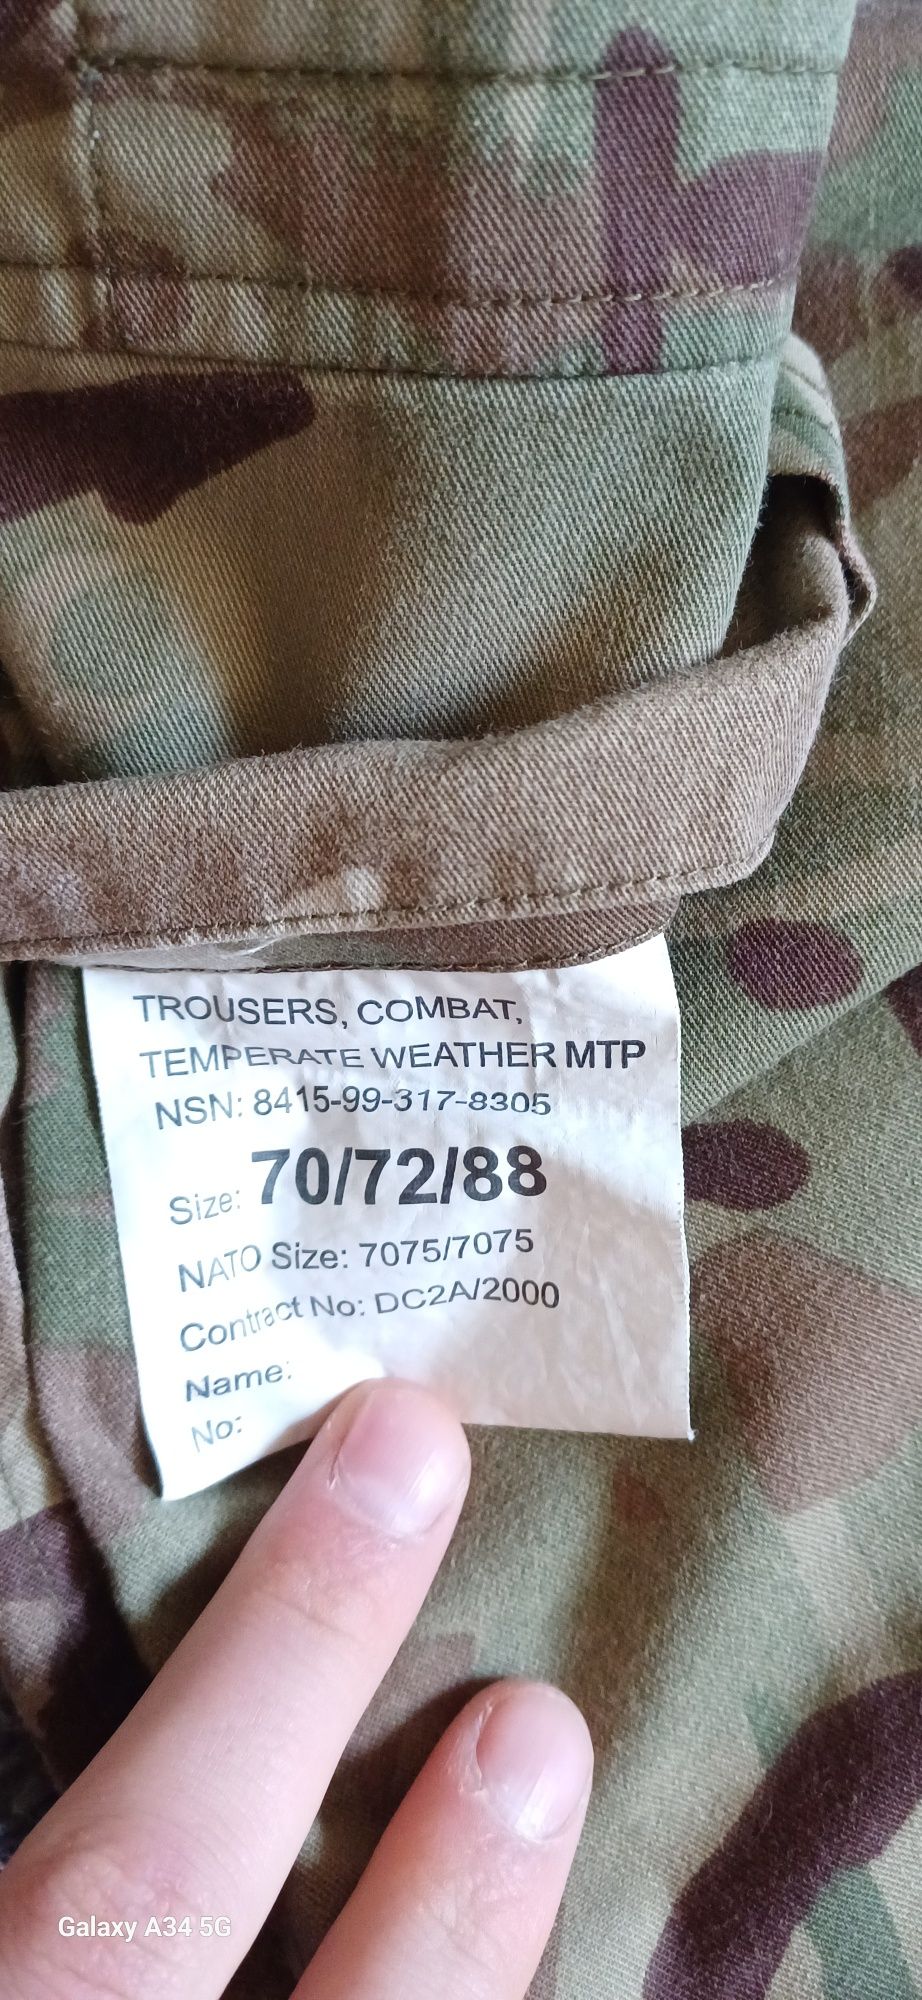 TROUSERS, COMBAT,
TEMPERATE WEATHER MTP
NSN: 8415-99-317-8305
Size: 70/72/88
NATO Size: 7075/7075
Contract No: DC2A/2000
Name:
No:
Galaxy A34 5G